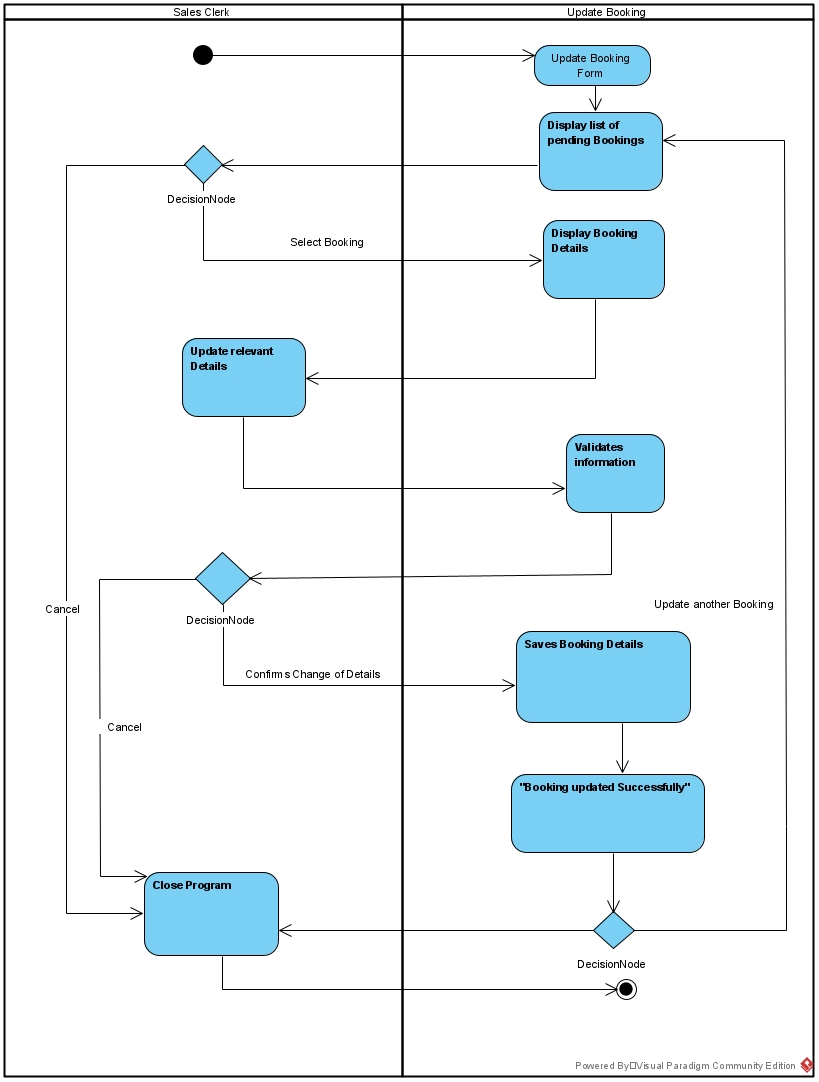 Sales Clerk
Update Booking
Update Booking
Form
Display list of
pending Bookings
DecisionNode
Select Booking
Display Booking
Details
Update relevant
Details
Validates
information
Cancel
DecisionNode
Update another Booking
Saves Booking Details
Confirms Change of Details
Cancel
"Booking updated Successfully"
Close Program
DecisionNode
Powered By□Visual Paradigm Community Edition